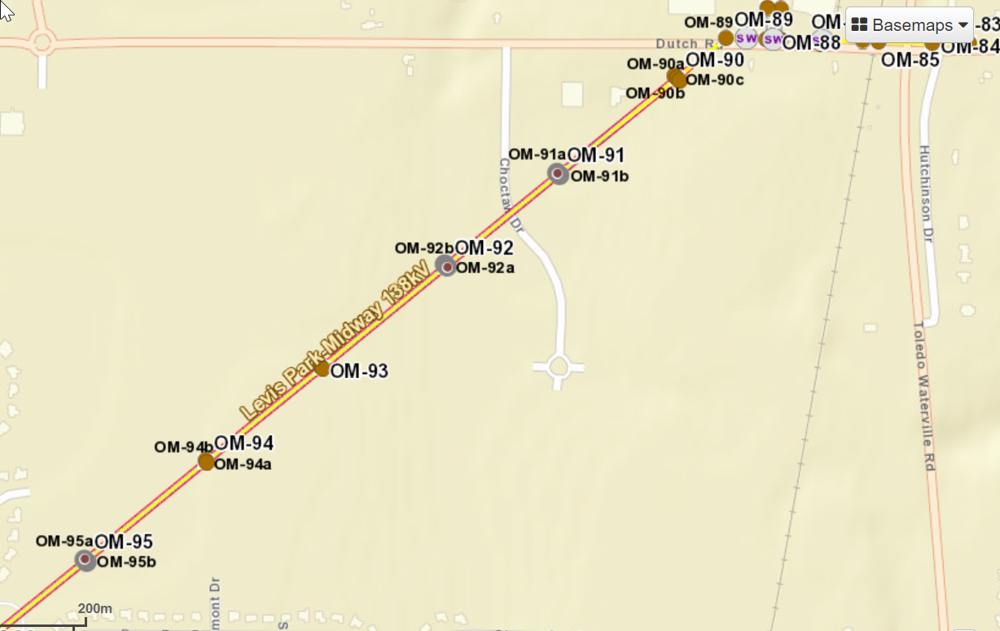 OM-89
OM-89
OM-
Basemaps
-83
SW
SW
S
OM-88
OM-84
Dutch R
OM-85
OM-90a
OM-90
OM-90c
OM-90b
OM-91a
OM-91
OM-91b
Choctaw Dr
Hutchinson Dr
OM-92b
OM-92
OM-92a
Levis Park-Midway 138kV
Toledo Waterville Rd
OM-93
OM-94b
OM-94
OM-94a
OM-95a
OM-95
OM-95b
mont Dr
200m
S